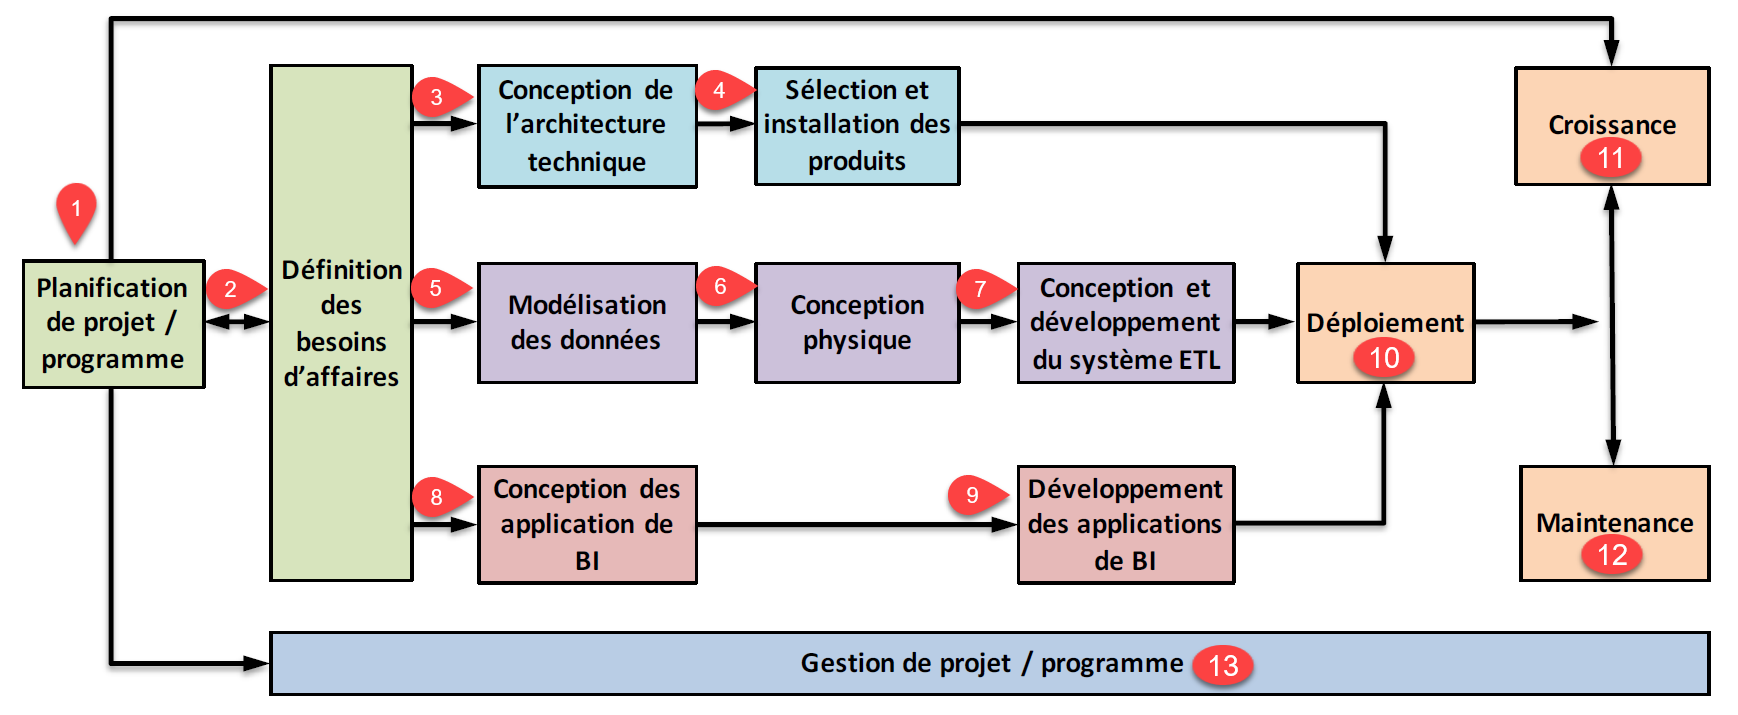 1
Planification
de projet /
programme
2
Définition
des
besoins
d'affaires
3
Conception de
l'architecture
technique
4
Sélection et
installation des
produits
5
Modélisation
des données
6
Conception
physique
7
Conception et
développement
du système ETL
8
Conception des
application de
BI
9
Développement
des applications
de BI
Déploiement
10
Croissance
11
Maintenance
12
Gestion de projet / programme 13